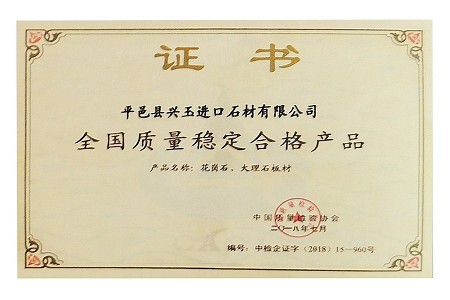 证书
平邑县兴玉进口石材有限公司
全国质量稳定合格产品
产品名称：花岗石、大理石板材
中国质量检验协会
二〇一八年七月
编号：中检企证字（2018）15-960号